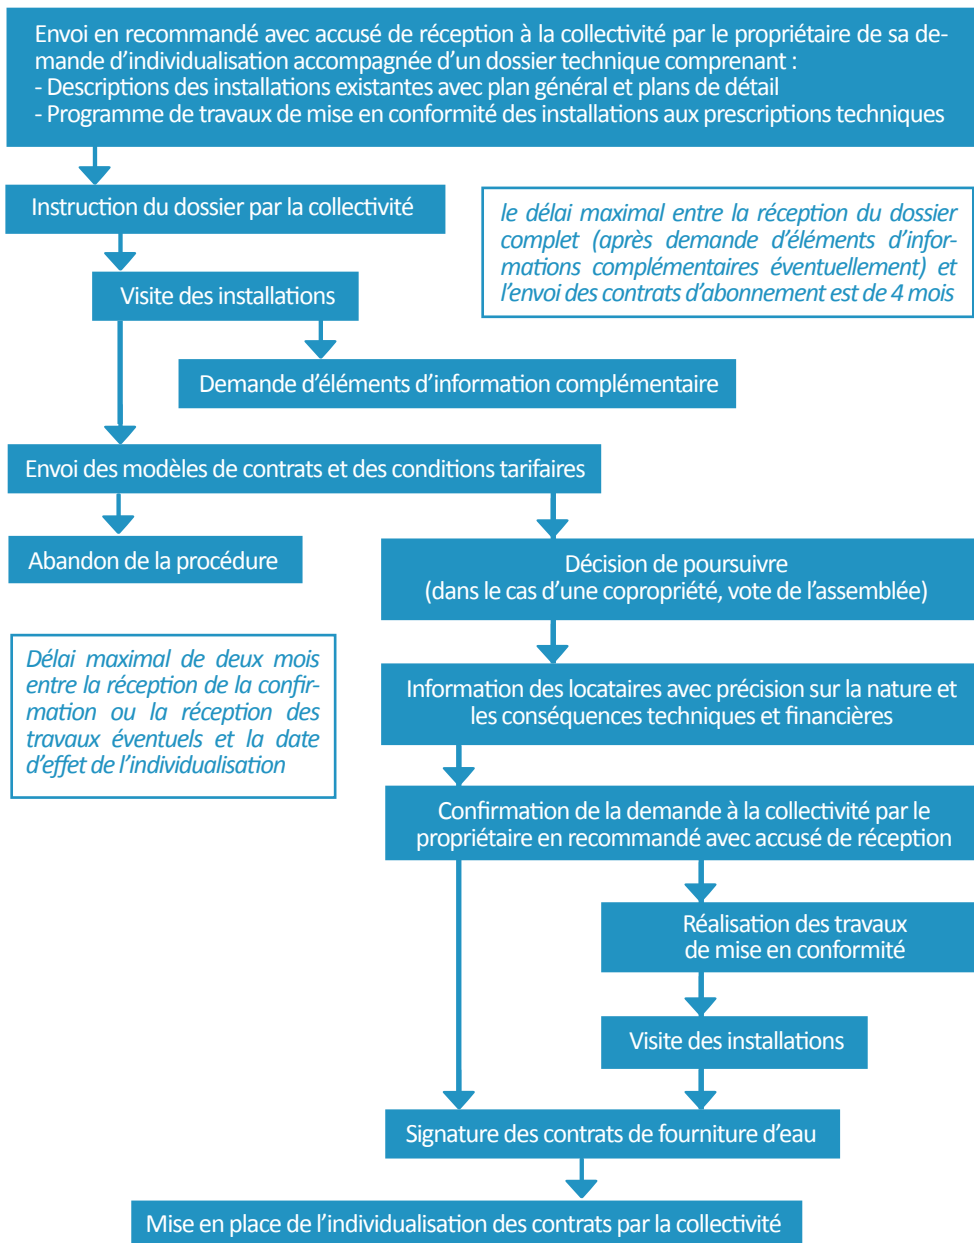 Envoi en recommandé avec accusé de réception à la collectivité par le propriétaire de sa de-
mande d’individualisation accompagnée d’un dossier technique comprenant :
- Descriptions des installations existantes avec plan général et plans de détail
- Programme de travaux de mise en conformité des installations aux prescriptions techniques
Instruction du dossier par la collectivité
le délai maximal entre la réception du dossier
complet (après demande d’éléments d’infor-
mations complémentaires éventuellement) et
l’envoi des contrats d’abonnement est de 4 mois
Visite des installations
Demande d’éléments d’information complémentaire
Envoi des modèles de contrats et des conditions tarifaires
Abandon de la procédure
Décision de poursuivre
(dans le cas d’une copropriété, vote de l’assemblée)
Délai maximal de deux mois
entre la réception de la confir-
mation ou la réception des
travaux éventuels et la date
d’effet de l’individualisation
Information des locataires avec précision sur la nature et
les conséquences techniques et financières
Confirmation de la demande à la collectivité par le
propriétaire en recommandé avec accusé de réception
Réalisation des travaux
de mise en conformité
Visite des installations
Signature des contrats de fourniture d’eau
Mise en place de l’individualisation des contrats par la collectivité